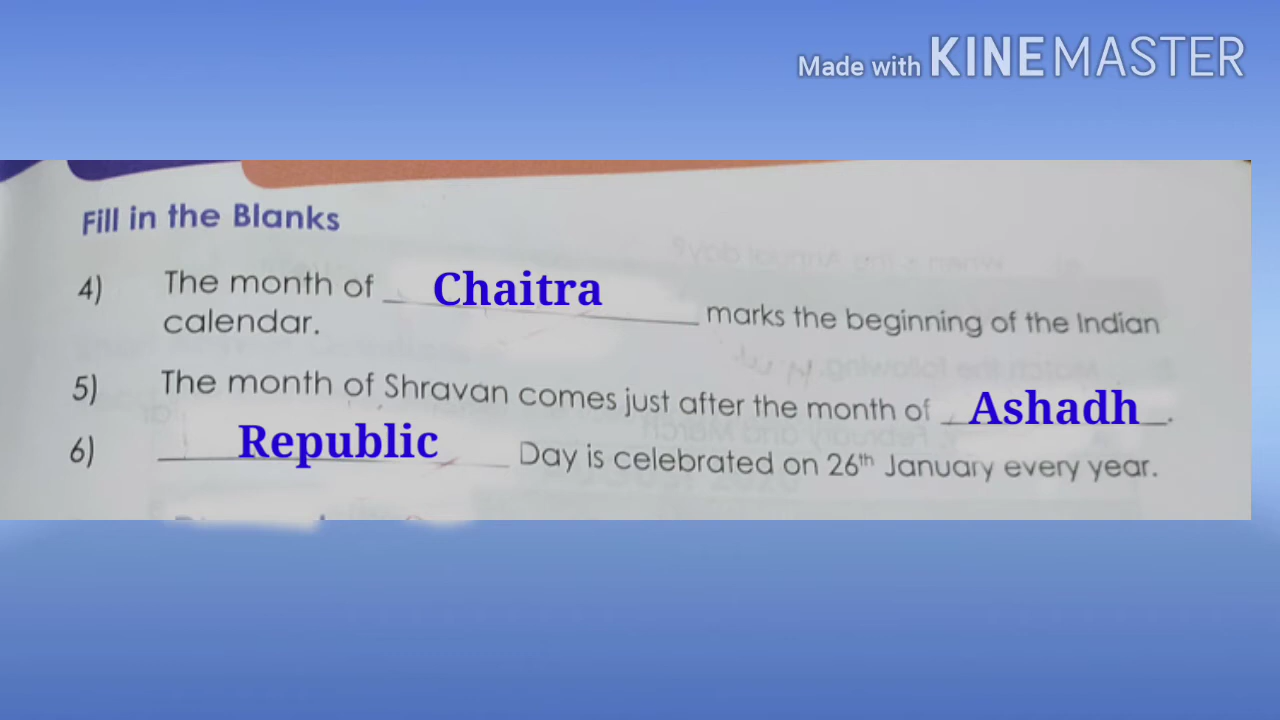 Made with KINEMASTER
Fill in the Blanks
4) The month of Chaitra marks the beginning of the Indian
calendar.
5) The month of Shravan comes just after the month of Ashadh.
6) Republic Day is celebrated on 26th January every year.